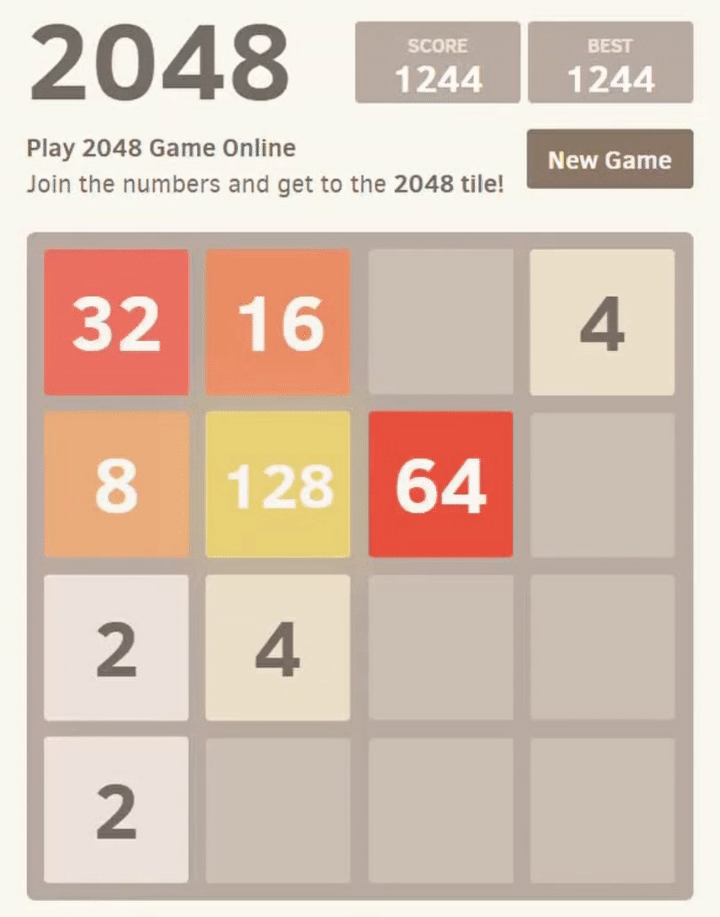 2048
SCORE
1244
BEST
1244
Play 2048 Game Online
Join the numbers and get to the 2048 tile!
New Game
32 16 4
8 128 64
2 4
2